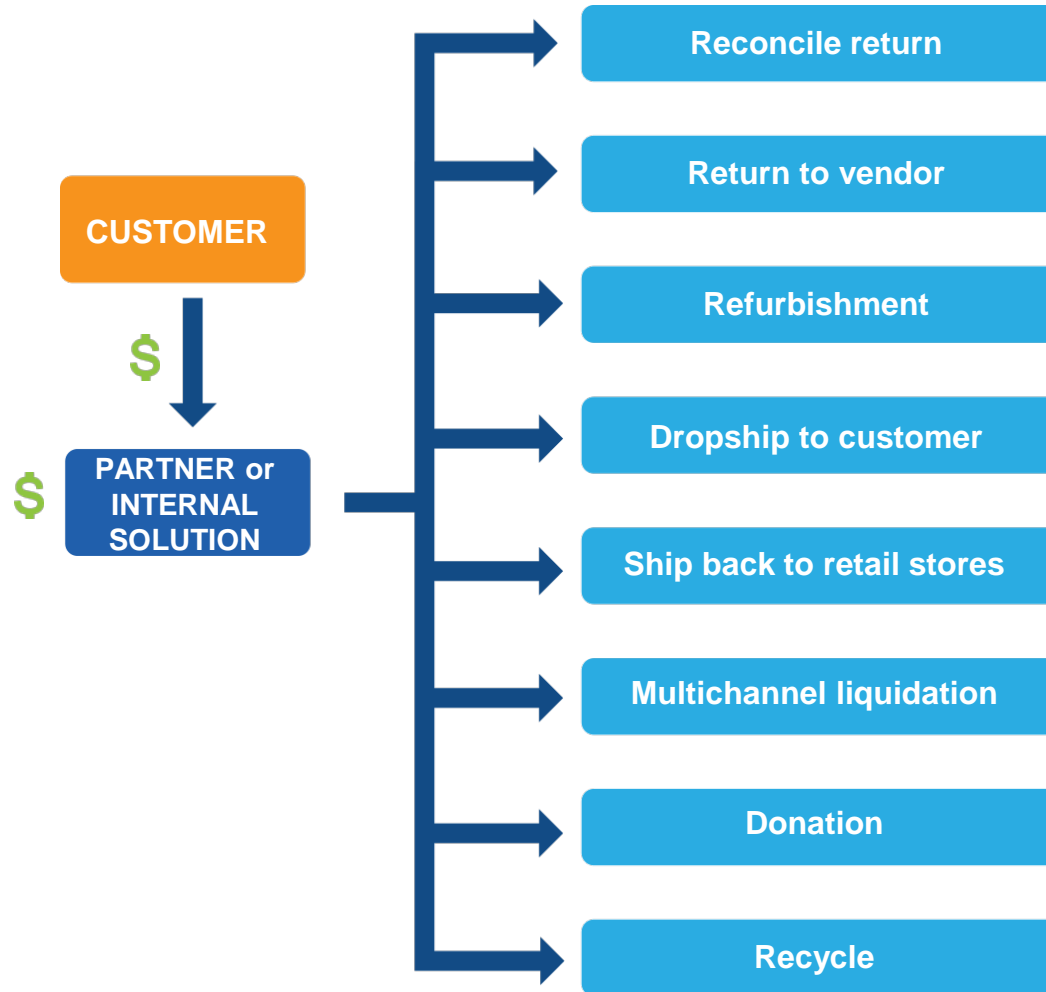 CUSTOMER
$
$
PARTNER or
INTERNAL
SOLUTION
Reconcile return
Return to vendor
Refurbishment
Dropship to customer
Ship back to retail stores
Multichannel liquidation
Donation
Recycle